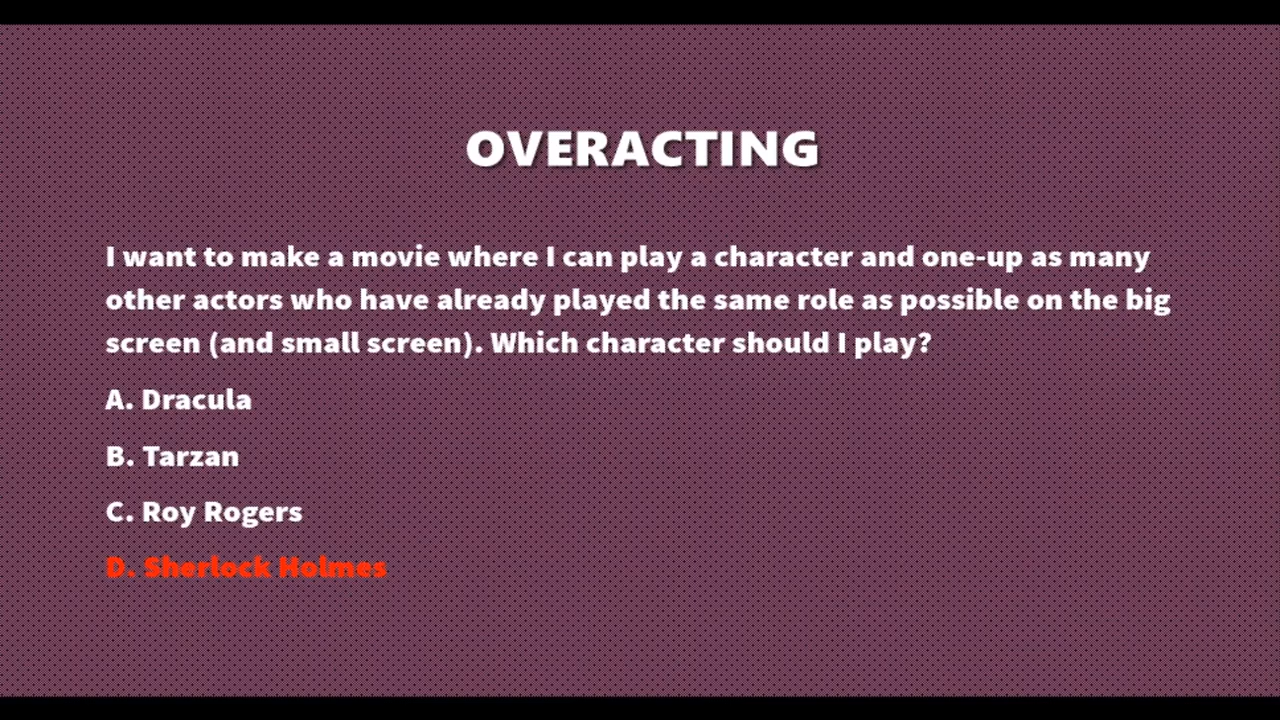 OVERACTING
I want to make a movie where I can play a character and one-up as many
other actors who have already played the same role as possible on the big
screen (and small screen). Which character should I play?
A. Dracula
B. Tarzan
C. Roy Rogers
D. Sherlock Holmes